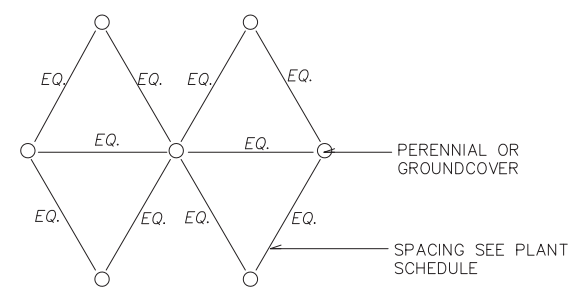 EQ. EQ. EQ. EQ.
EQ. EQ.
PERENNIAL OR
GROUNDCOVER
EQ. EQ. EQ. EQ.
SPACING SEE PLANT
SCHEDULE